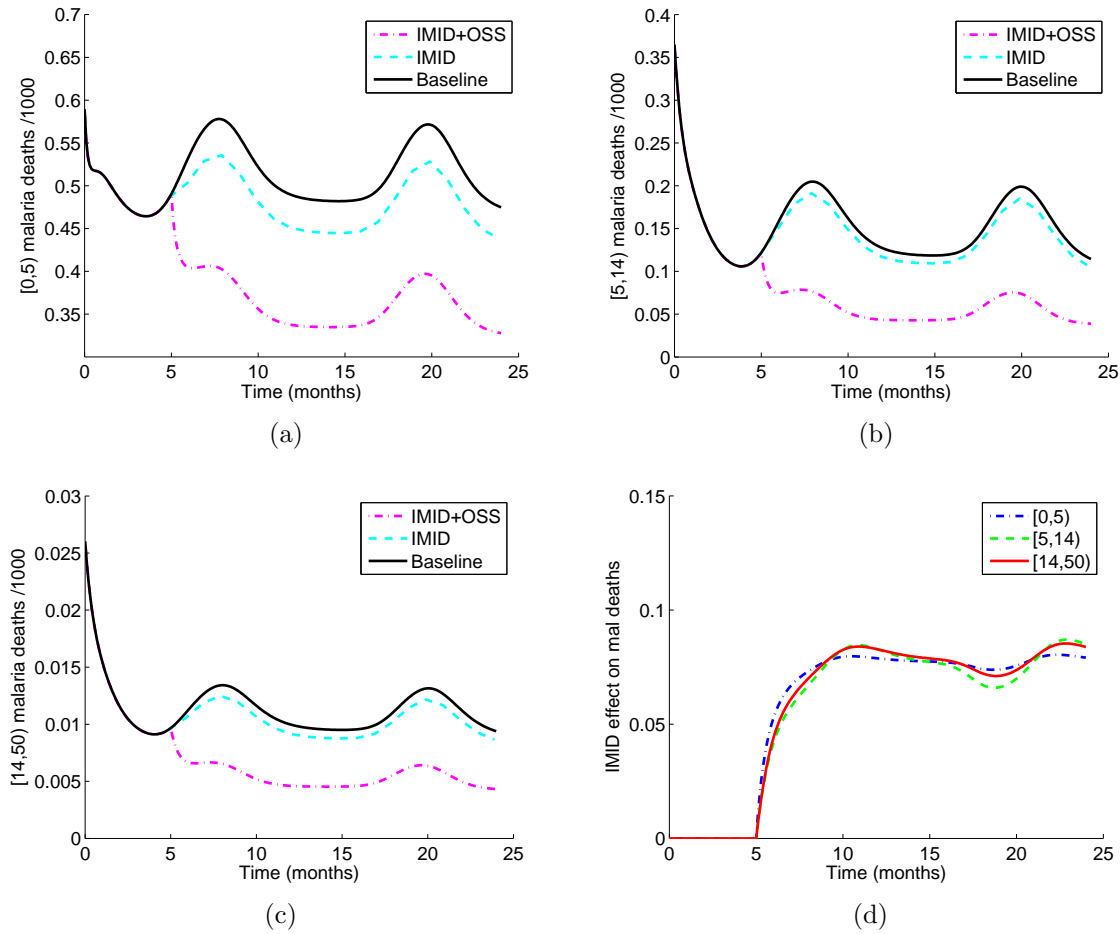 0.7
0.65
0.6
0.55
0.5
0.45
0.4
0.35
[0,5) malaria deaths /1000
IMID+OSS
IMID
Baseline
0 5 10 15 20 25
Time (months)
(a)
0.4
0.35
0.3
0.25
0.2
0.15
0.1
0.05
0
[5,14) malaria deaths /1000
IMID+OSS
IMID
Baseline
0 5 10 15 20 25
Time (months)
(b)
0.03
0.025
0.02
0.015
0.01
0.005
0
[14,50) malaria deaths /1000
IMID+OSS
IMID
Baseline
0 5 10 15 20 25
Time (months)
(c)
0.15
0.1
0.05
0
IMID effect on mal deaths
[0,5)
[5,14)
[14,50)
0 5 10 15 20 25
Time (months)
(d)